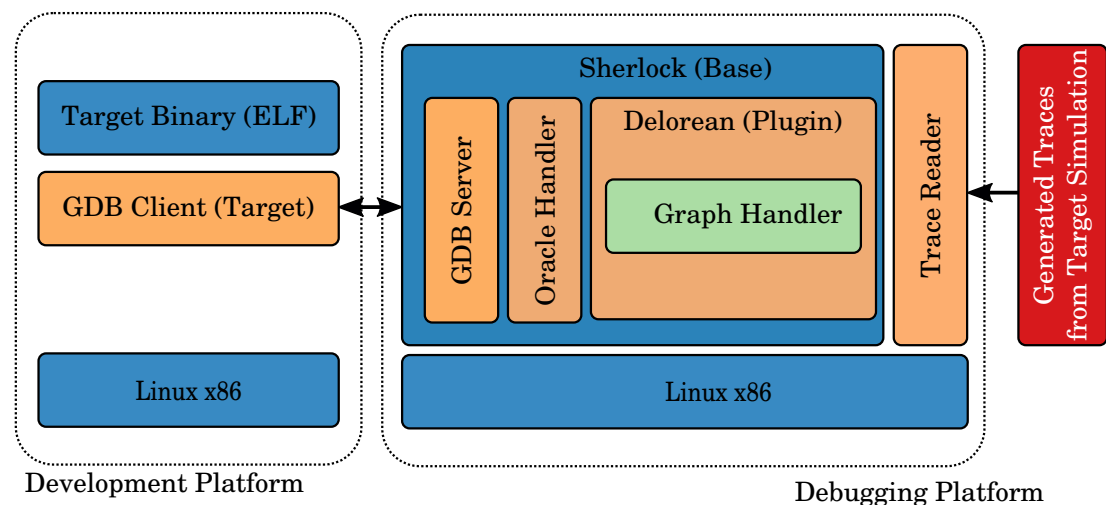 Target Binary (ELF)
GDB Client (Target)
Linux x86
Development Platform
Sherlock (Base)
GDB Server
Oracle Handler
Delorean (Plugin)
Graph Handler
Trace Reader
Linux x86
Debugging Platform
Generated Traces
from Target Simulation